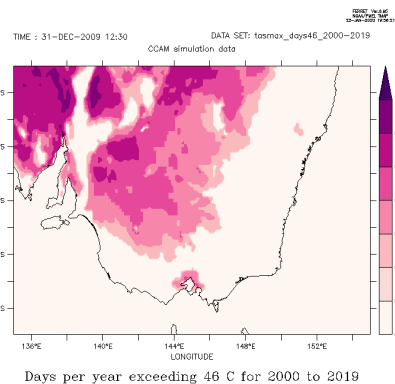 FERRET Ver.6.95
NOAA/PMEL TMAP
TIME : 31-DEC-2009 12:30
DATA SET: tasmax_days46_2000-2019
CCAM simulation data
S
S
S
S
S
136°E
140°E
144°E
148°E
152°E
LONGITUDE
Days per year exceeding 46 C for 2000 to 2019